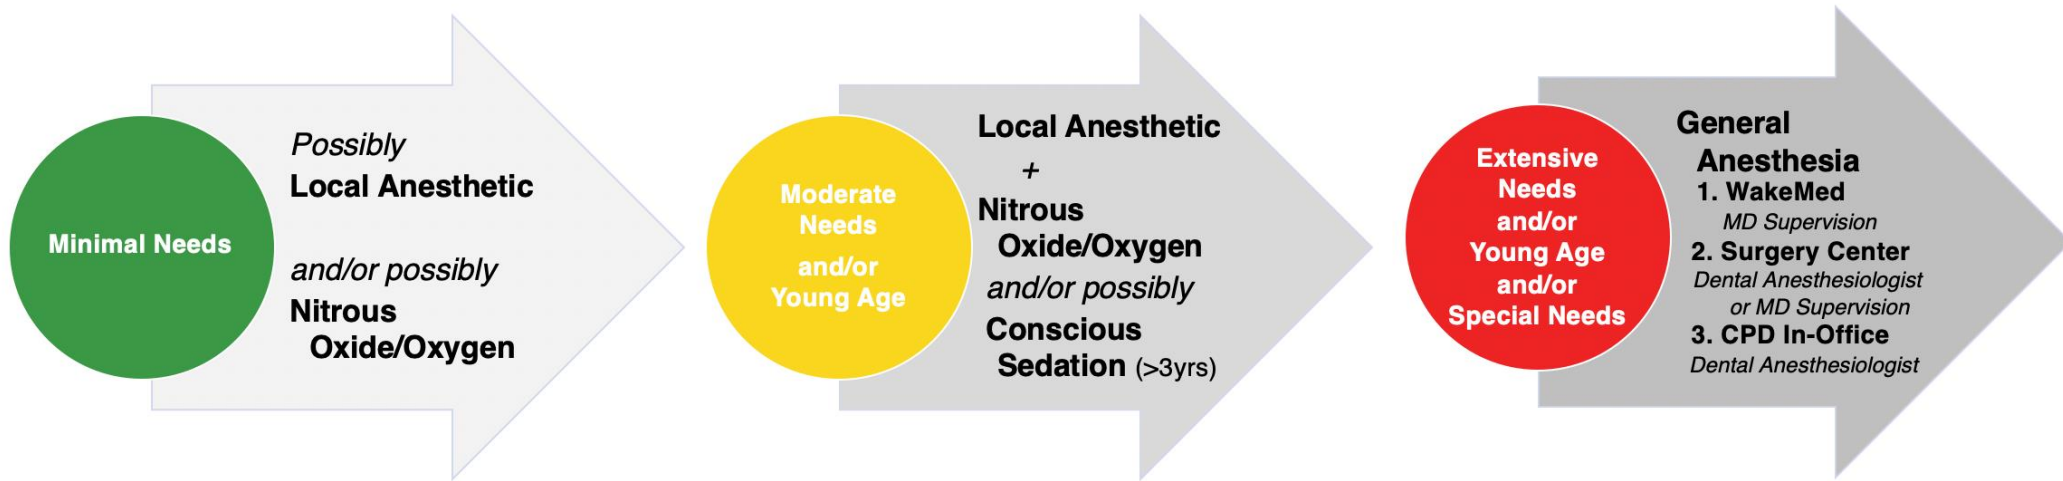 Minimal Needs
Possibly
Local Anesthetic
and/or possibly
Nitrous
Oxide/Oxygen
Moderate
Needs
and/or
Young Age
Local Anesthetic
+
Nitrous
Oxide/Oxygen
and/or possibly
Conscious
Sedation (>3yrs)
Extensive
Needs
and/or
Young Age
and/or
Special Needs
General
Anesthesia
1. WakeMed
MD Supervision
2. Surgery Center
Dental Anesthesiologist
or MD Supervision
3. CPD In-Office
Dental Anesthesiologist